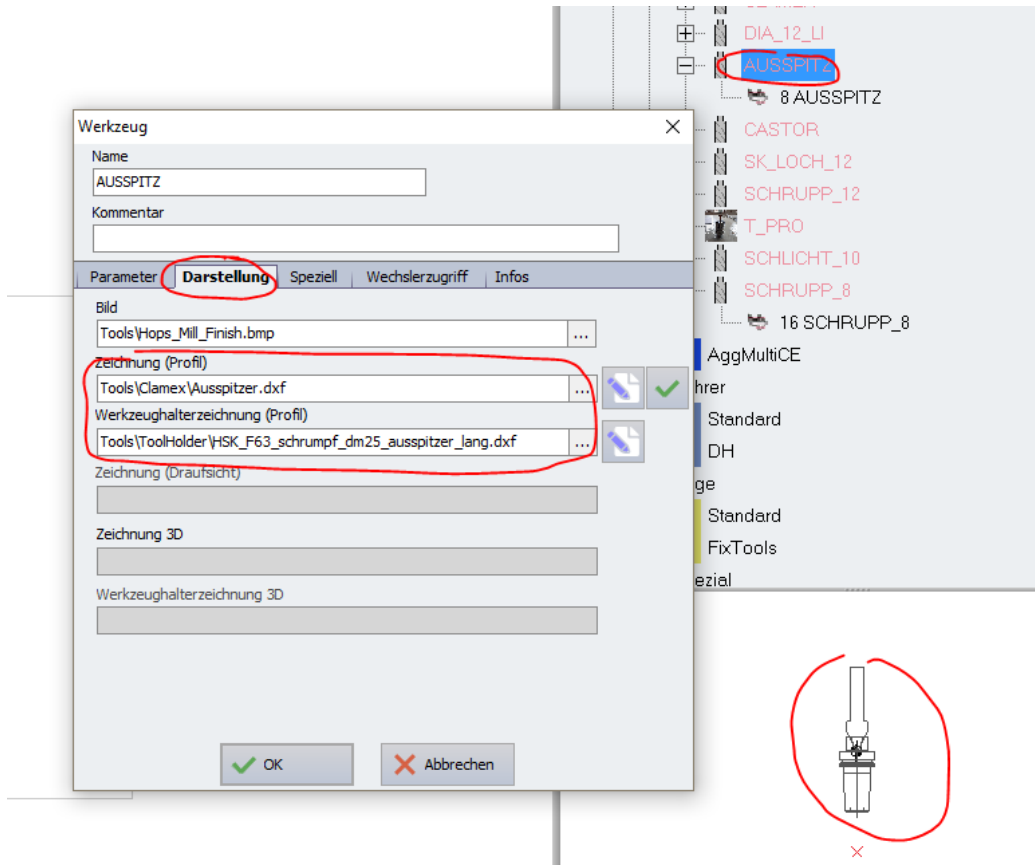 DIA_12_LI
AUSSPITZ
8 AUSSPITZ
CASTOR
SK_LOCH_12
SCHRUPP_12
T_PRO
SCHLICHT_10
SCHRUPP_8
16 SCHRUPP_8
AggMultiCE
hrer
Standard
DH
ge
Standard
FixTools
ezial
Werkzeug
Name
AUSSPITZ
Kommentar
Parameter Darstellung Speziell Wechslerzugriff Infos
Bild
Tools\Hops_Mill_Finish.bmp ...
Zeichnung (Profil)
Tools\Clamex\Ausspitzer.dxf ...
Werkzeughalterzeichnung (Profil)
Tools\ToolHolder\HSK_F63_schrumpf_dm25_ausspitzer_lang.dxf ...
Zeichnung (Draufsicht)
Zeichnung 3D
Werkzeughalterzeichnung 3D
OK Abbrechen